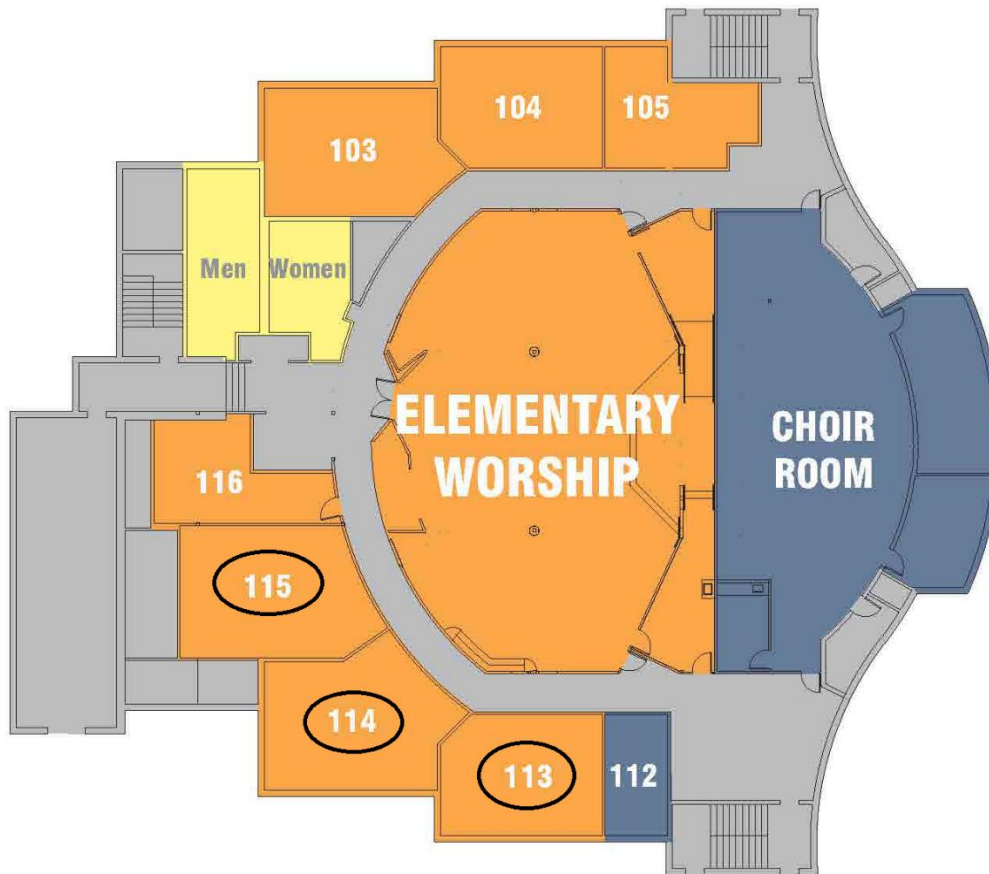 104
105
103
Men
Women
ELEMENTARY
WORSHIP
CHOIR
ROOM
116
115
114
113
112